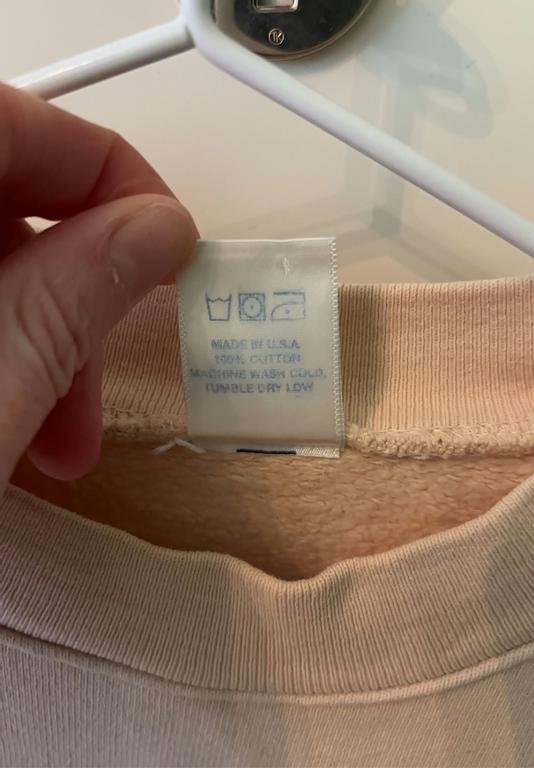 MADE IN U.S.A.
100% COTTON
MACHINE WASH COLD,
TUMBLE DRY LOW